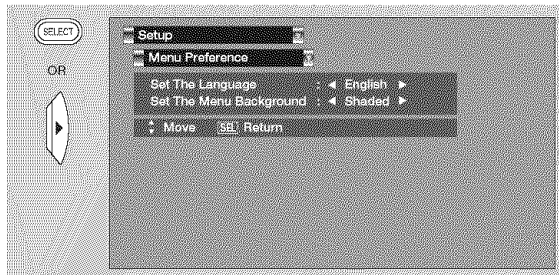 SELECT
OR
Setup
Menu Preference
Set The Language : ◄ English ►
Set The Menu Background : ◄ Shaded ►
Move SEL Return